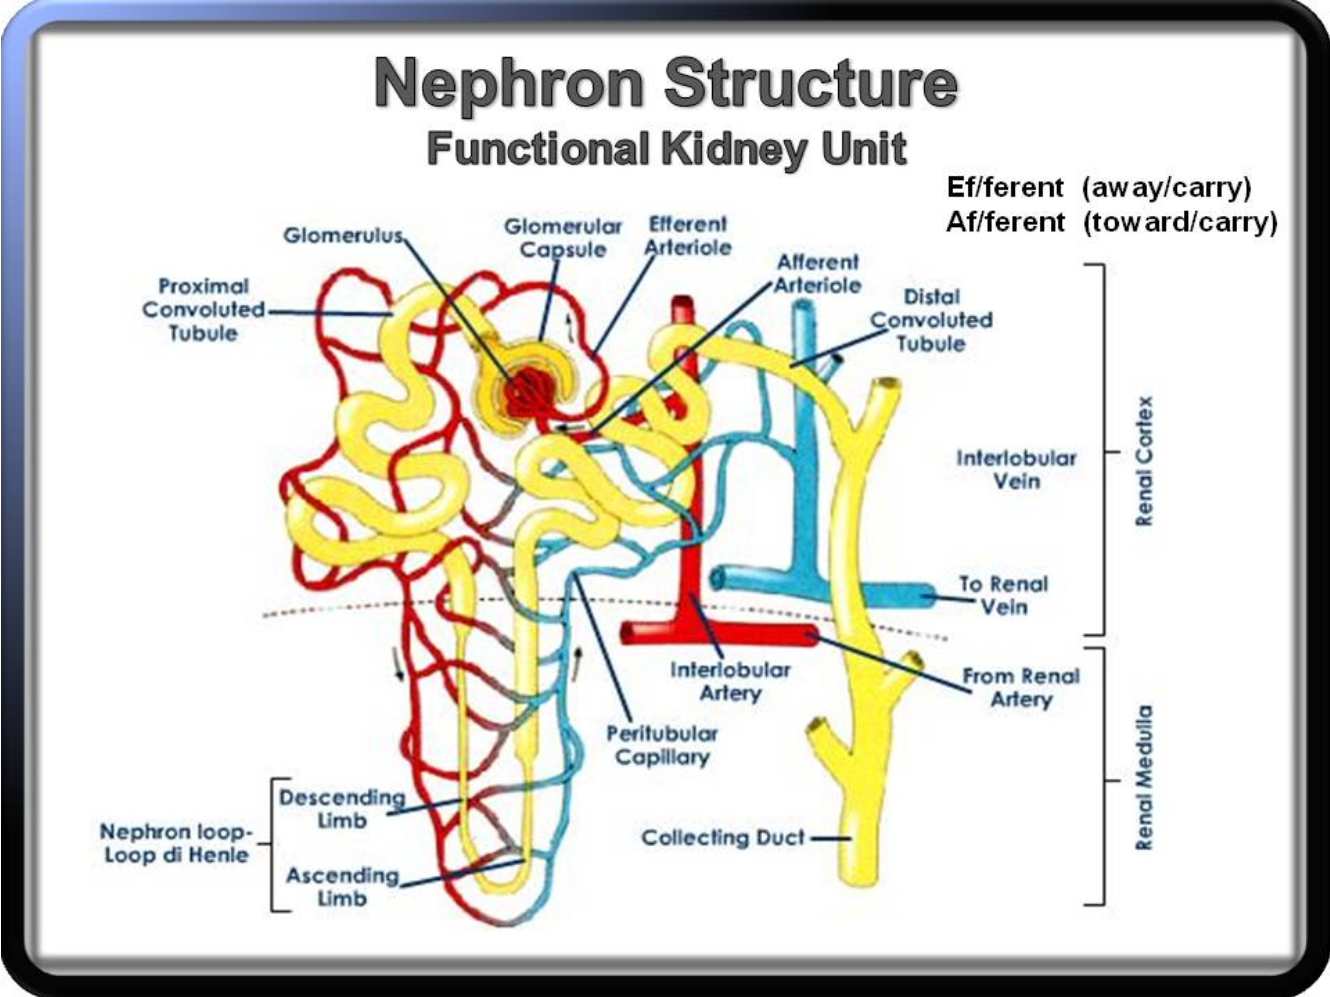 Nephron Structure
Functional Kidney Unit
Ef/ferent (away/carry)
Af/ferent (toward/carry)
Glomerulus
Glomerular
Capsule
Efferent
Arteriole
Afferent
Arteriole
Proximal
Convoluted
Tubule
Distal
Convoluted
Tubule
Interlobular
Vein
Renal Cortex
To Renal
Vein
Interlobular
Artery
From Renal
Artery
Peritubular
Capillary
Renal Medulla
Descending
Limb
Nephron loop-
Loop di Henle
Ascending
Limb
Collecting Duct